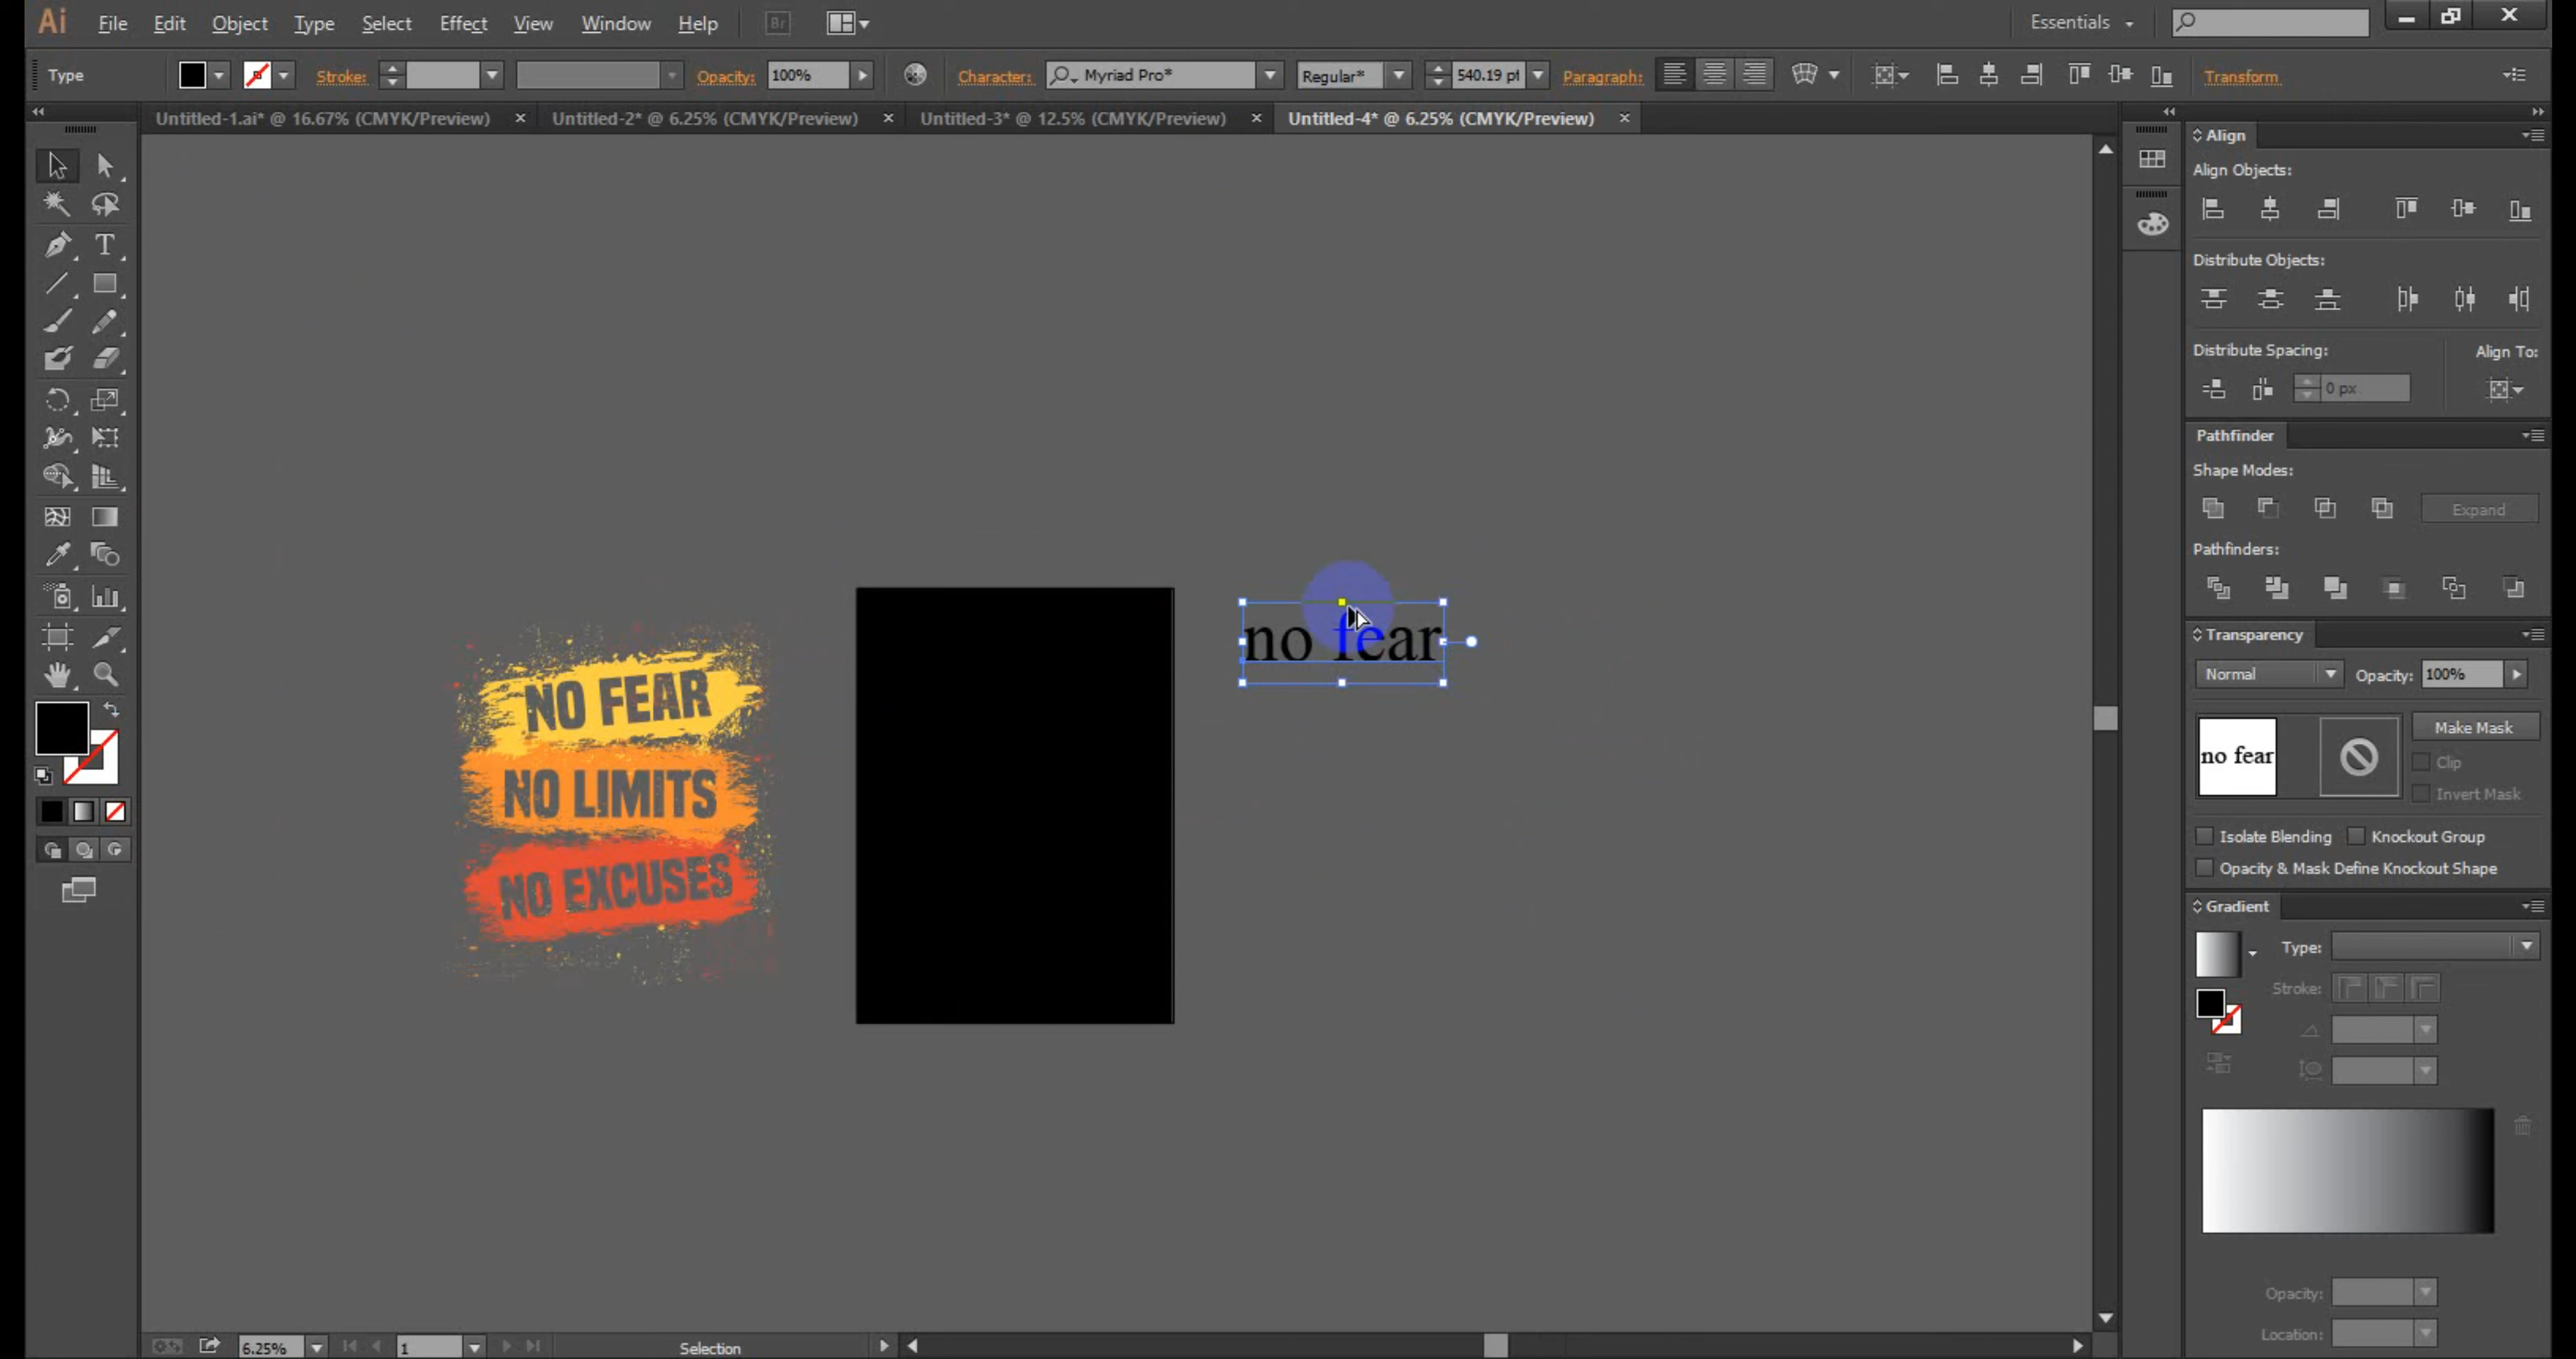 Ai File Edit Object Type Select Effect View Window Help Br Essentials
Type Stroke: Opacity: 100% Character: Myriad Pro* Regular* 540.19 pt Paragraph: Transform
Untitled-1.ai* @ 16.67% (CMYK/Preview) × Untitled-2* @ 6.25% (CMYK/Preview) × Untitled-3* @ 12.5% (CMYK/Preview) × Untitled-4* @ 6.25% (CMYK/Preview) ×
Align
Align Objects:
Distribute Objects:
Distribute Spacing: Align To:
0 px
Pathfinder
Shape Modes:
Expand
Pathfinders:
no fear
NO FEAR
NO LIMITS
NO EXCUSES
Transparency
Normal Opacity: 100%
no fear
Make Mask
Clip
Invert Mask
Isolate Blending Knockout Group
Opacity & Mask Define Knockout Shape
Gradient
Type:
Stroke:
Opacity:
Location:
6.25% 1 Selection